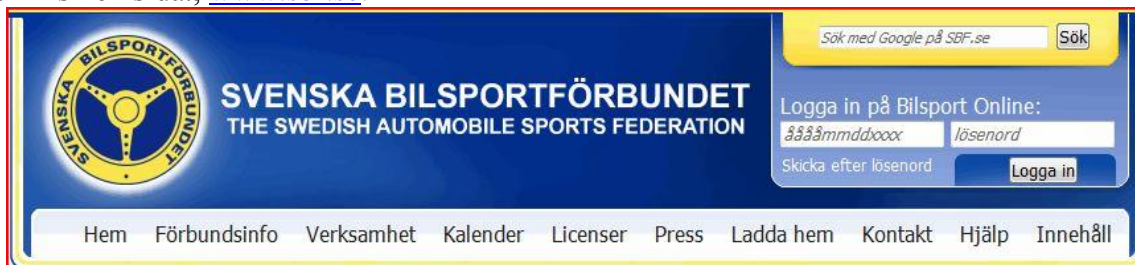 SVENSKA BILSPORTFÖRBUNDET
SVENSKA BILSPORTFÖRBUNDET
THE SWEDISH AUTOMOBILE SPORTS FEDERATION
Sök med Google på SBF.se Sök
Logga in på Bilsport Online:
ååååmmddxxxx lösenord
Skicka efter lösenord Logga in
Hem Förbundsinfo Verksamhet Kalender Licenser Press Ladda hem Kontakt Hjälp Innehåll